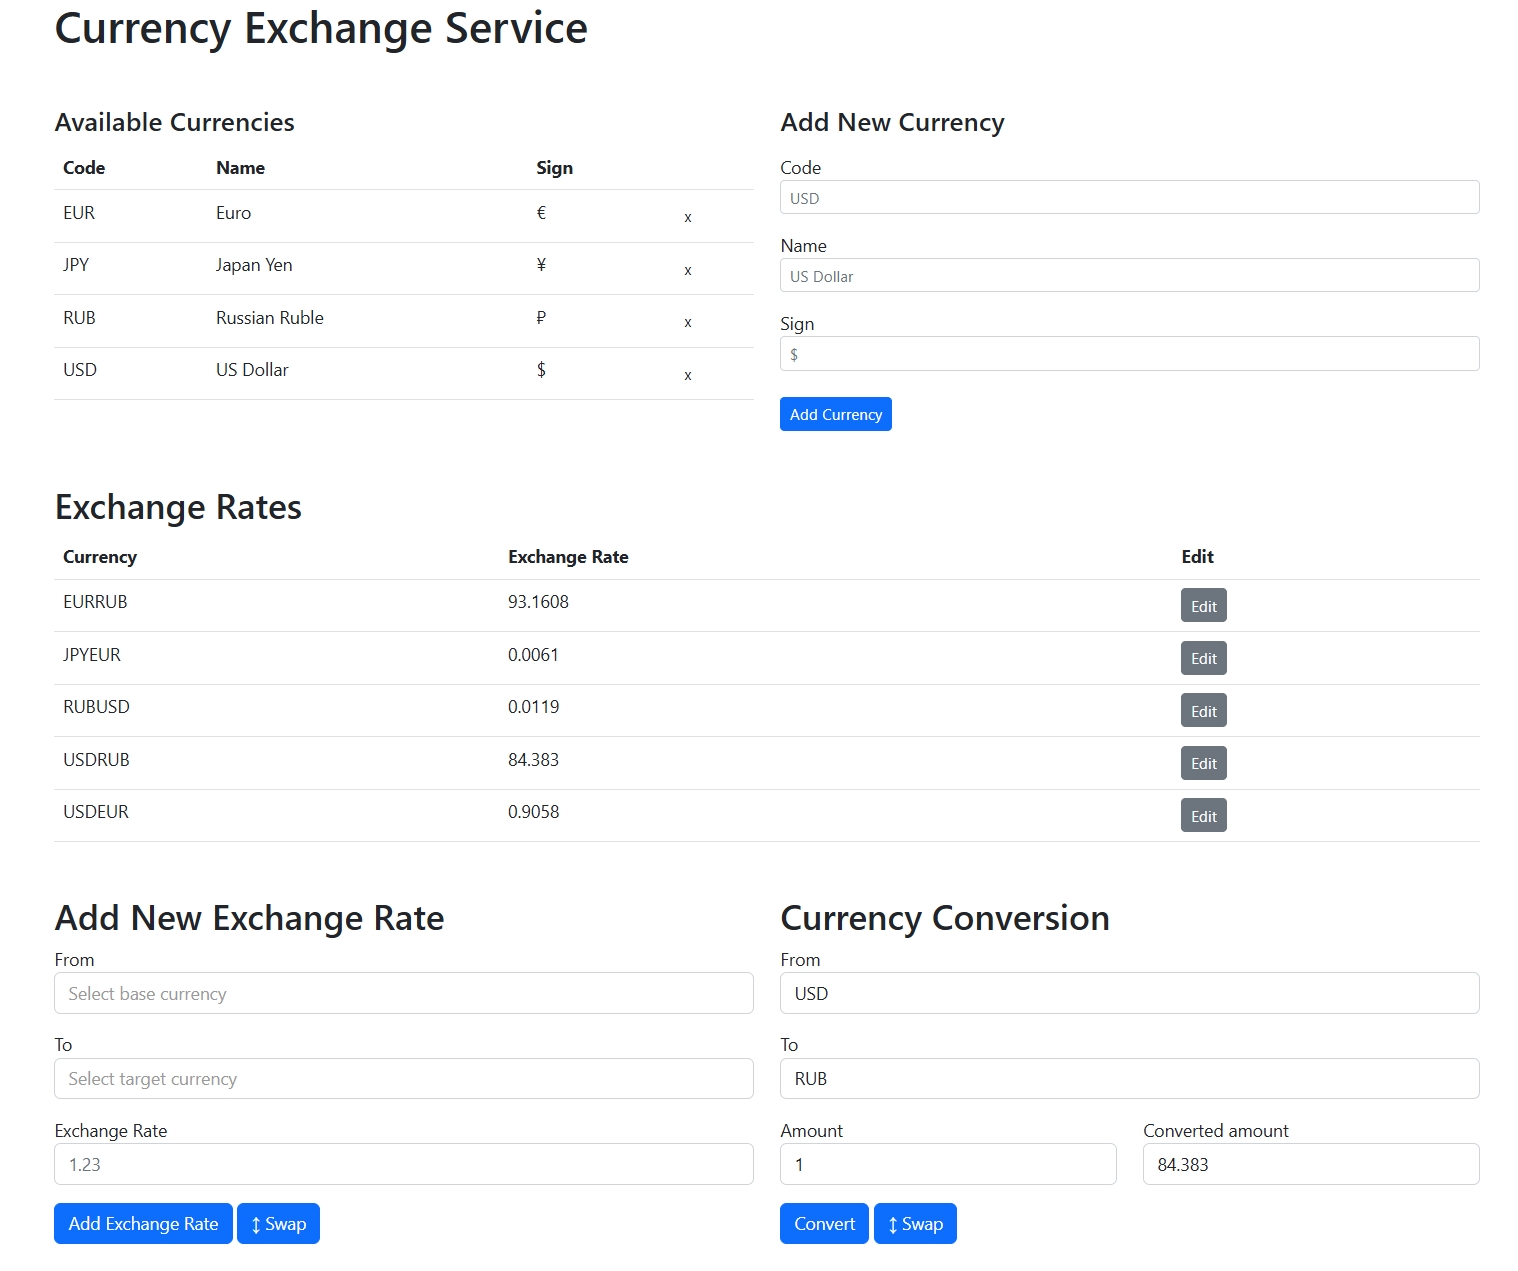 Currency Exchange Service
Available Currencies
Code Name Sign
EUR Euro € x
JPY Japan Yen ¥ x
RUB Russian Ruble ₽ x
USD US Dollar $ x
Add New Currency
Code
USD
Name
US Dollar
Sign
$
Add Currency
Exchange Rates
Currency Exchange Rate Edit
EURRUB 93.1608 Edit
JPYEUR 0.0061 Edit
RUBUSD 0.0119 Edit
USDRUB 84.383 Edit
USDEUR 0.9058 Edit
Add New Exchange Rate
From
Select base currency
To
Select target currency
Exchange Rate
1.23
Add Exchange Rate ↕ Swap
Currency Conversion
From
USD
To
RUB
Amount Converted amount
1 84.383
Convert ↕ Swap